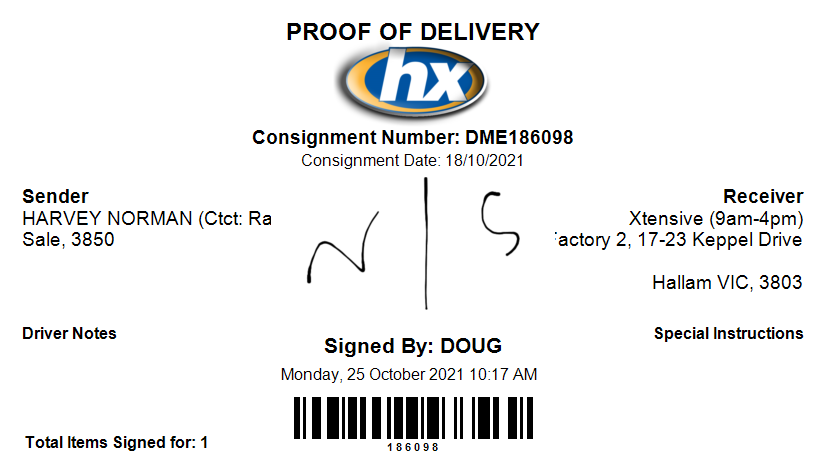 PROOF OF DELIVERY
hx
Consignment Number: DME186098
Consignment Date: 18/10/2021
Sender
HARVEY NORMAN (Ctct: Ra
Sale, 3850
N|S
Receiver
Xtensive (9am-4pm)
actory 2, 17-23 Keppel Drive
Hallam VIC, 3803
Driver Notes
Signed By: DOUG
Special Instructions
Monday, 25 October 2021 10:17 AM
186098
Total Items Signed for: 1